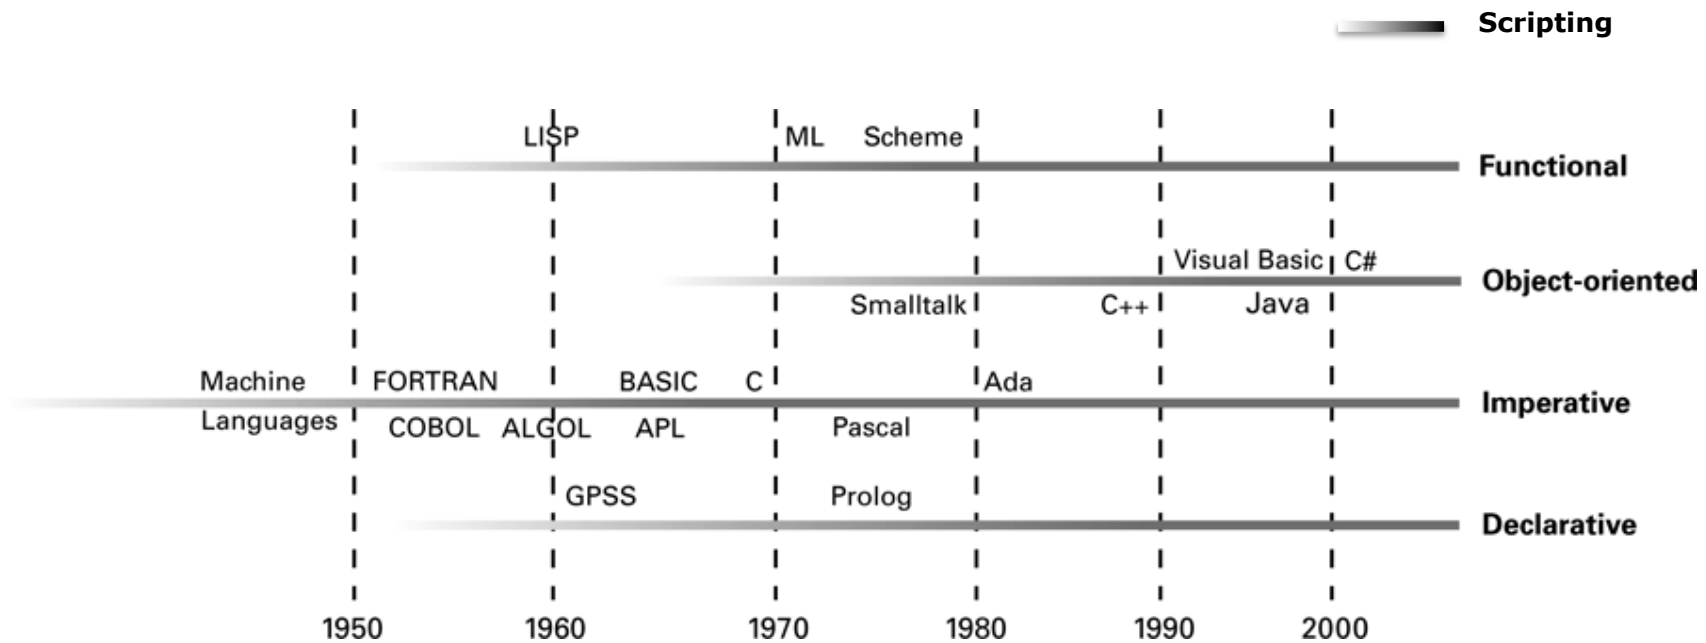 Scripting
LISP ML Scheme
Functional
Visual Basic C#
Object-oriented
Smalltalk C++ Java
Machine FORTRAN BASIC C Ada
Imperative
Languages COBOL ALGOL APL Pascal
GPSS Prolog
Declarative
1950 1960 1970 1980 1990 2000